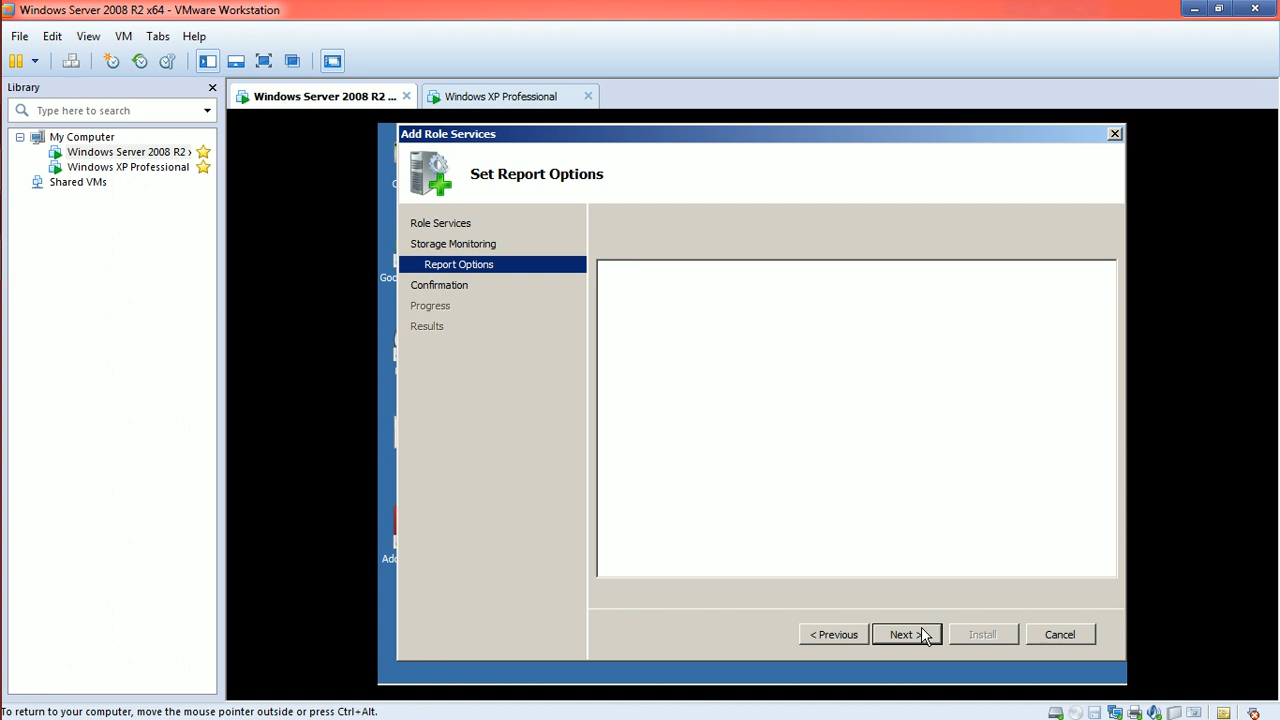 Windows Server 2008 R2 x64 - VMware Workstation
File Edit View VM Tabs Help
Library
Type here to search
My Computer
Windows Server 2008 R2 x
Windows XP Professional
Shared VMs
Windows Server 2008 R2 ...
Windows XP Professional
Add Role Services
Set Report Options
Role Services
Storage Monitoring
Report Options
Confirmation
Progress
Results
Goo
Ado
< Previous Next > Install Cancel
To return to your computer, move the mouse pointer outside or press Ctrl+Alt.